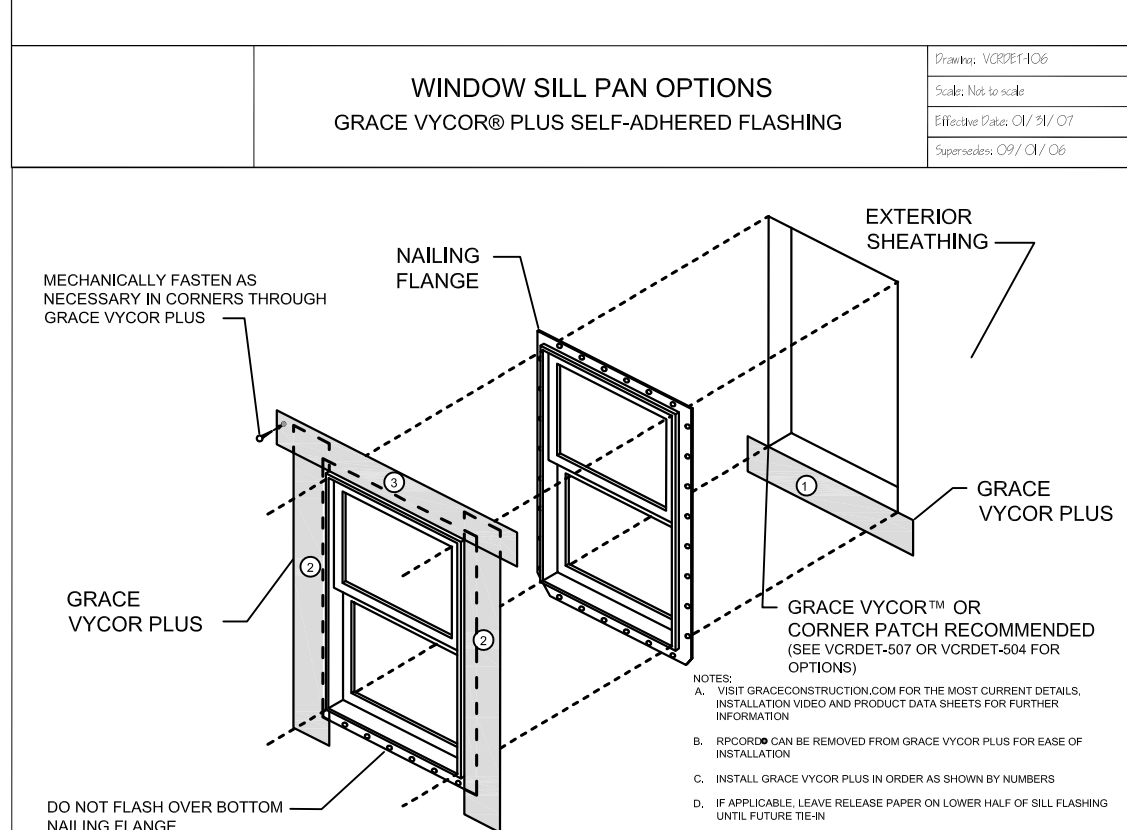 WINDOW SILL PAN OPTIONS
GRACE VYCOR® PLUS SELF-ADHERED FLASHING
Drawing: VCRDET-106
Scale: Not to scale
Effective Date: 01/31/07
Supersedes: 09/01/06
EXTERIOR
SHEATHING
NAILING
FLANGE
MECHANICALLY FASTEN AS
NECESSARY IN CORNERS THROUGH
GRACE VYCOR PLUS
3
1
GRACE
VYCOR PLUS
2
GRACE
VYCOR PLUS
2
GRACE VYCOR™ OR
CORNER PATCH RECOMMENDED
(SEE VCRDET-507 OR VCRDET-504 FOR
OPTIONS)
NOTES:
A. VISIT GRACECONSTRUCTION.COM FOR THE MOST CURRENT DETAILS,
INSTALLATION VIDEO AND PRODUCT DATA SHEETS FOR FURTHER
INFORMATION
B. RPCORD® CAN BE REMOVED FROM GRACE VYCOR PLUS FOR EASE OF
INSTALLATION
C. INSTALL GRACE VYCOR PLUS IN ORDER AS SHOWN BY NUMBERS
D. IF APPLICABLE, LEAVE RELEASE PAPER ON LOWER HALF OF SILL FLASHING
UNTIL FUTURE TIE-IN
DO NOT FLASH OVER BOTTOM
NAILING FLANGE